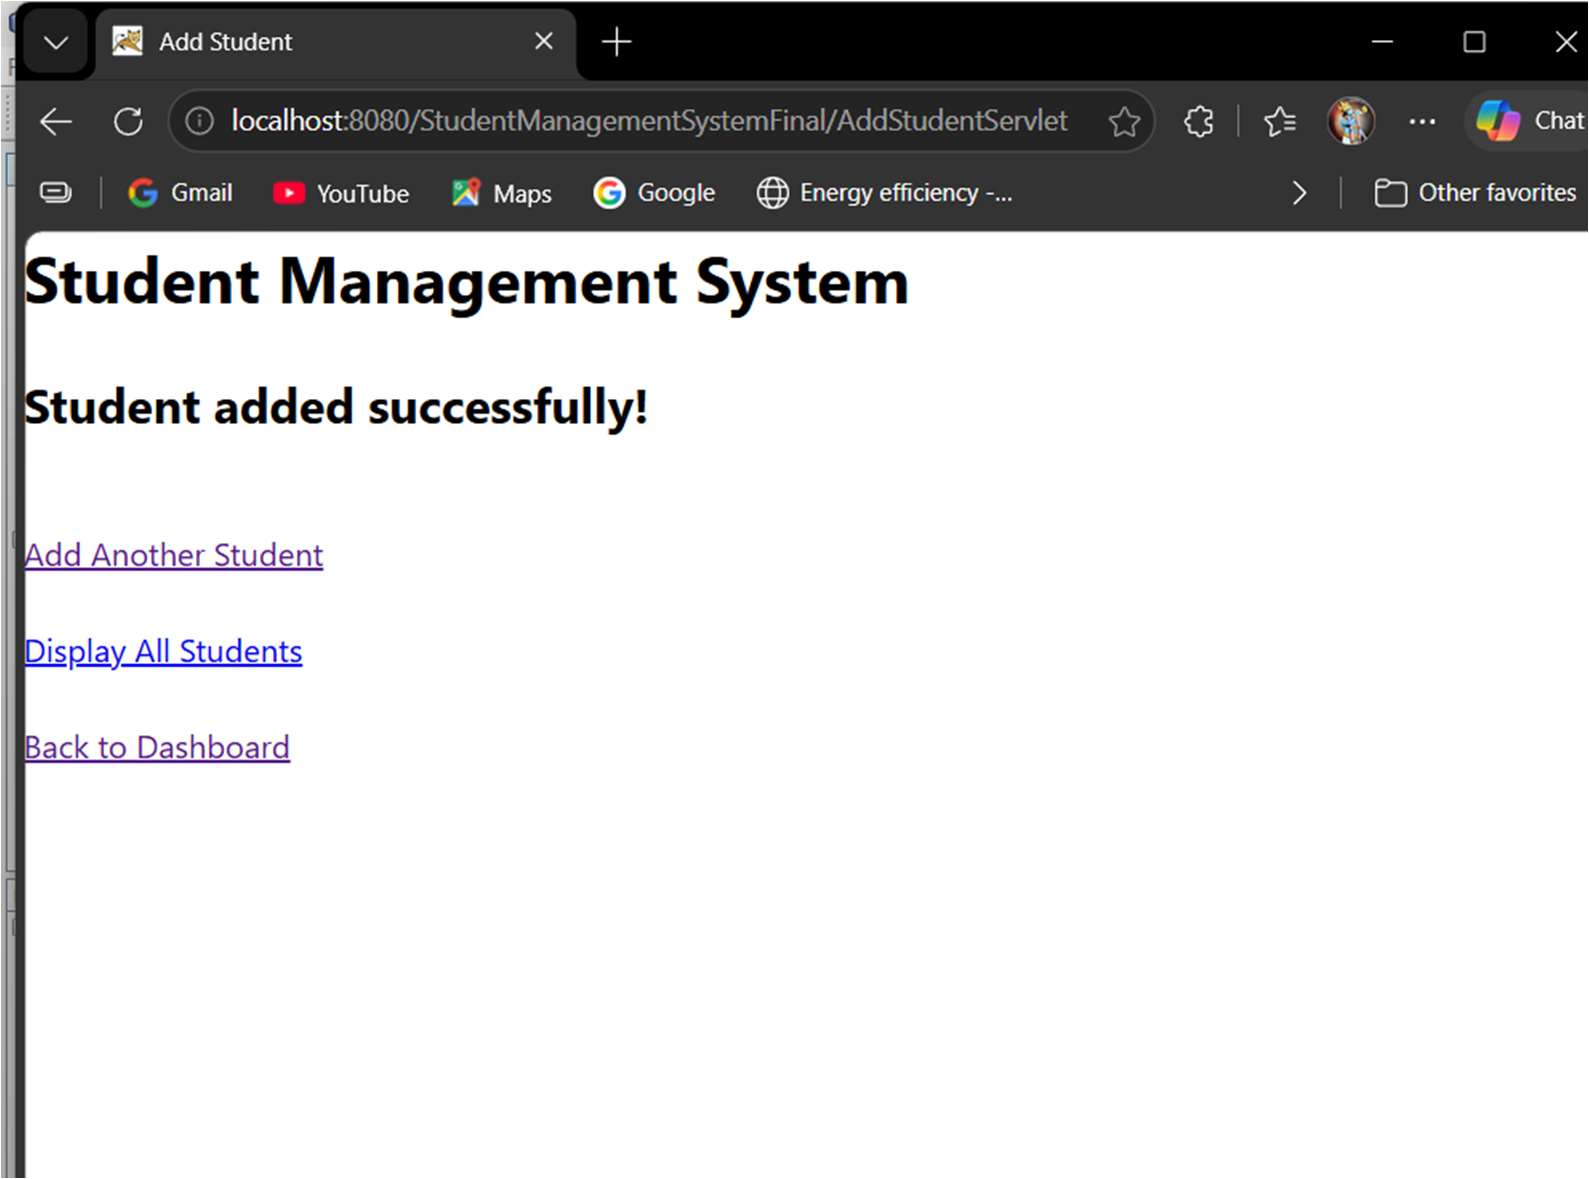 Add Student
localhost:8080/StudentManagementSystemFinal/AddStudentServlet
Chat
Gmail YouTube Maps Google Energy efficiency -... Other favorites
Student Management System
Student added successfully!
Add Another Student
Display All Students
Back to Dashboard